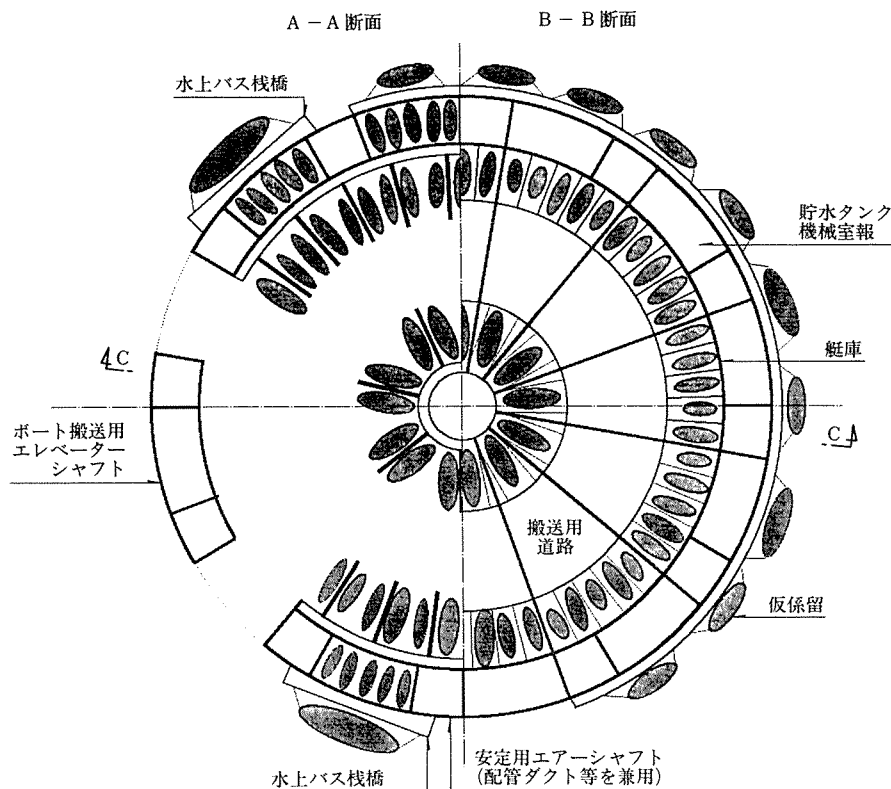 A－A断面
B－B断面
水上バス桟橋
貯水タンク
機械室報
C
艇庫
ボート搬送用
エレベーター
シャフト
C
搬送用
道路
仮係留
安定用エアーシャフト
(配管ダクト等を兼用)
水上バス桟橋